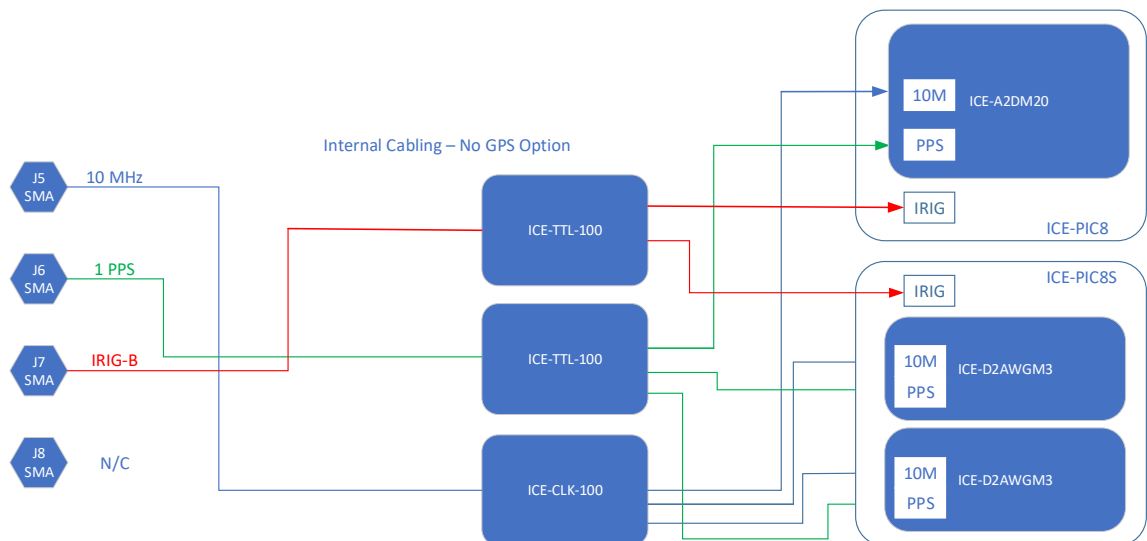 Internal Cabling – No GPS Option
J5
SMA
10 MHz
J6
SMA
1 PPS
J7
SMA
IRIG-B
J8
SMA
N/C
ICE-TTL-100
ICE-TTL-100
ICE-CLK-100
10M
ICE-A2DM20
PPS
IRIG
ICE-PIC8
ICE-PIC8S
IRIG
10M
PPS
ICE-D2AWGM3
10M
PPS
ICE-D2AWGM3